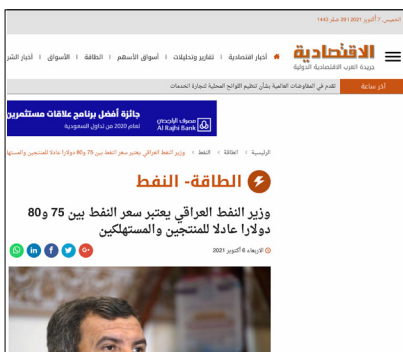 الخميس, 7 أكتوبر 2021 | 29 صفر 1443
الاقتصادية
جريدة العرب الاقتصادية الدولية
أخبار اقتصادية | تقارير وتحليلات | أسواق الأسهم | الطاقة | الأسواق | أخبار الشر
آخر ساعة
تقدم في المفاوضات العالمية بشأن تنظيم اللوائح المحلية لتجارة الخدمات
مصرف الراجحي
Al Rajhi Bank
جائزة أفضل برنامج علاقات مستثمرين
لعام 2020 من تداول السعودية
الرئيسية > الطاقة > النفط > وزير النفط العراقي يعتبر سعر النفط بين 75 و80 دولارا عادلا للمنتجين والمستهلـ
الطاقة- النفط
وزير النفط العراقي يعتبر سعر النفط بين 75 و80
دولارا عادلا للمنتجين والمستهلكين
الاربعاء 6 أكتوبر 2021